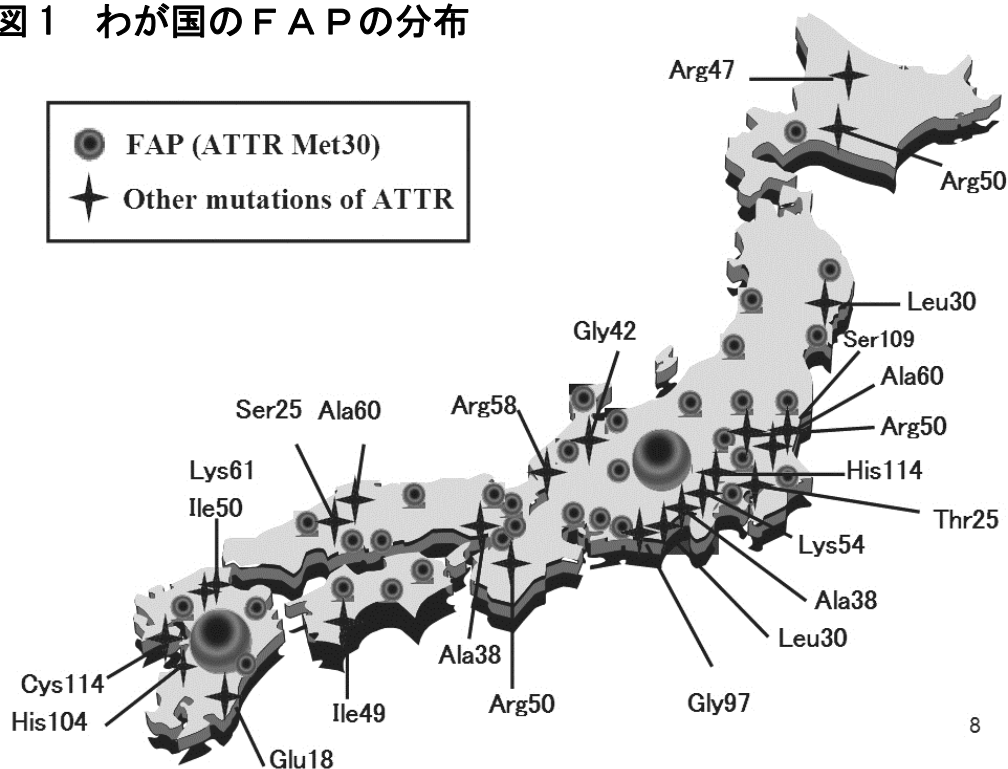 図1 わが国のＦＡＰの分布
FAP (ATTR Met30)
Other mutations of ATTR
Arg47
Arg50
Leu30
Gly42
Ser109
Ala60
Arg58
Ser25 Ala60
Arg50
Lys61
His114
Ile50
Thr25
Lys54
Ala38
Leu30
Ala38
Cys114
Arg50
Gly97
Ile49
His104
8
Glu18